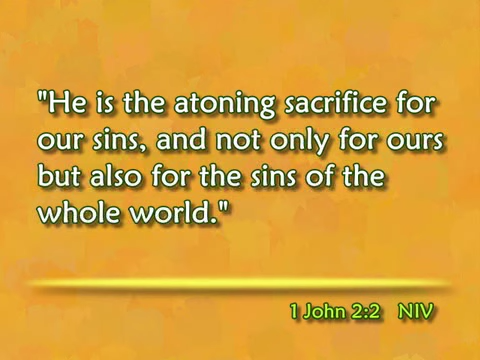 "He is the atoning sacrifice for
our sins, and not only for ours
but also for the sins of the
whole world."
1 John 2:2 NIV